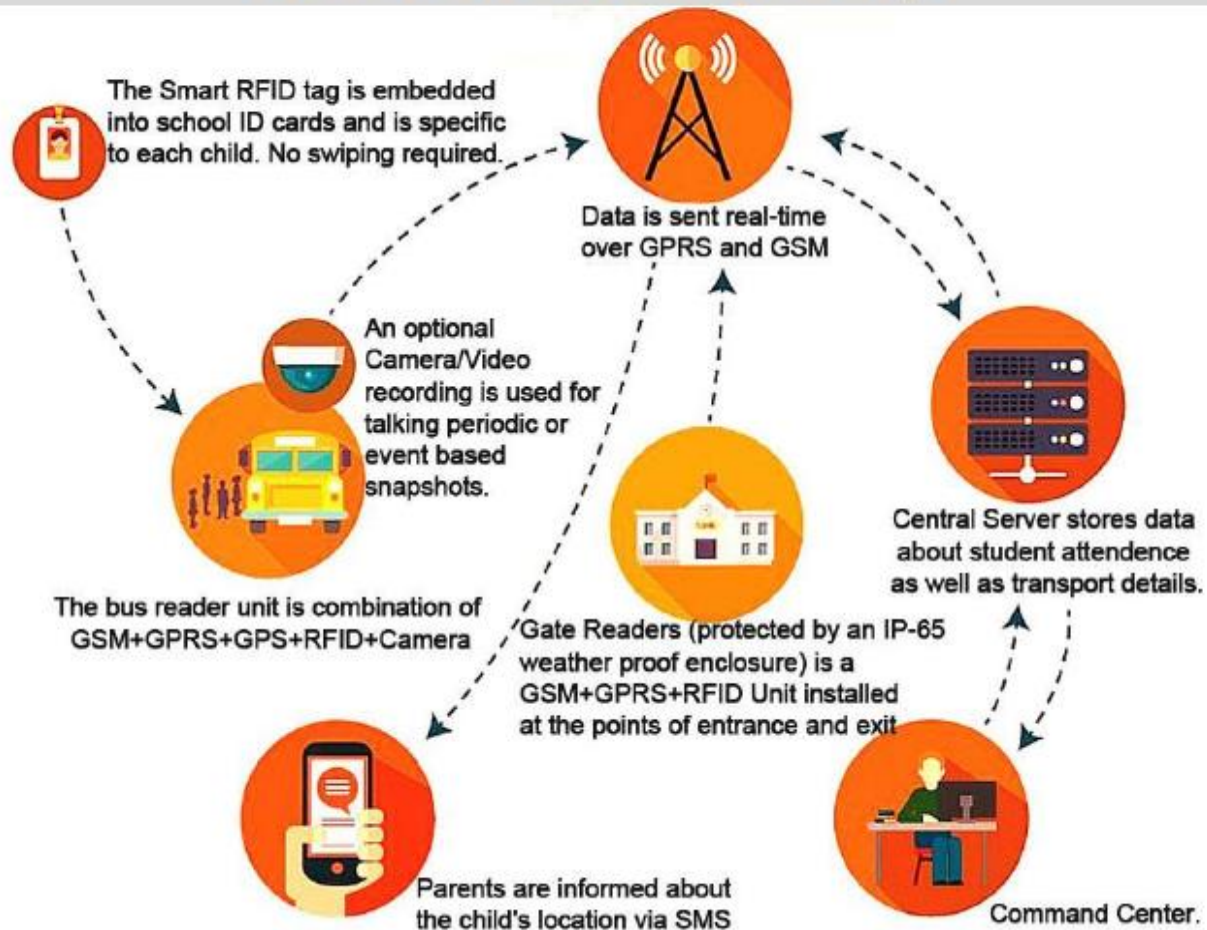 The Smart RFID tag is embedded
into school ID cards and is specific
to each child. No swiping required.
Data is sent real-time
over GPRS and GSM
An optional
Camera/Video
recording is used for
talking periodic or
event based
snapshots.
The bus reader unit is combination of
GSM+GPRS+GPS+RFID+Camera
Gate Readers (protected by an IP-65
weather proof enclosure) is a
GSM+GPRS+RFID Unit installed
at the points of entrance and exit
Central Server stores data
about student attendence
as well as transport details.
Parents are informed about
the child's location via SMS
Command Center.